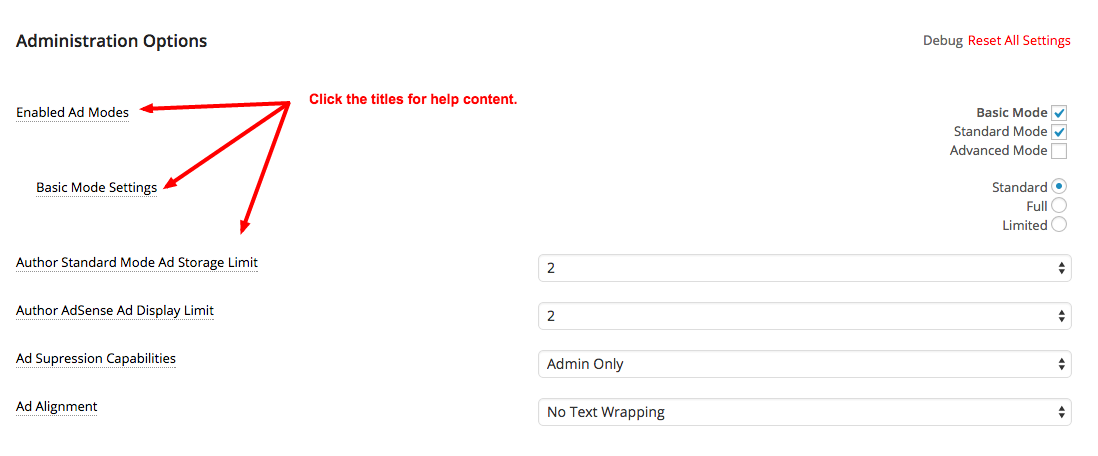 Administration Options
Debug Reset All Settings
Click the titles for help content.
Enabled Ad Modes
Basic Mode
Standard Mode
Advanced Mode
Basic Mode Settings
Standard
Full
Limited
Author Standard Mode Ad Storage Limit
2
Author AdSense Ad Display Limit
2
Ad Supression Capabilities
Admin Only
Ad Alignment
No Text Wrapping